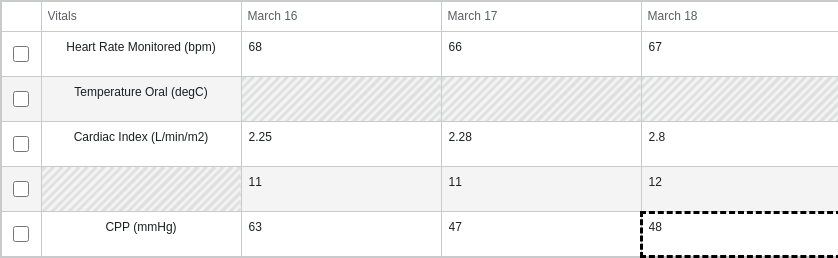 Vitals March 16 March 17 March 18
Heart Rate Monitored (bpm) 68 66 67
Temperature Oral (degC)
Cardiac Index (L/min/m2) 2.25 2.28 2.8
11 11 12
CPP (mmHg) 63 47 48